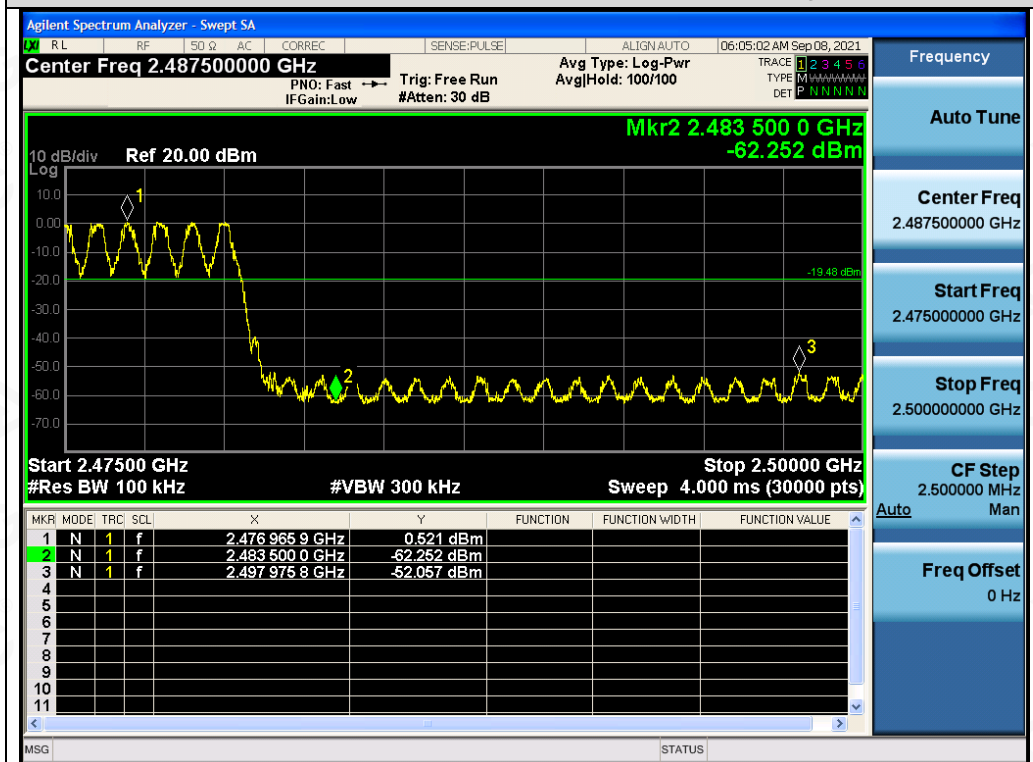 Agilent Spectrum Analyzer - Swept SA
LXI RL RF 50 Ω AC CORREC SENSE:PULSE ALIGN AUTO 06:05:02 AM Sep 08, 2021
Center Freq 2.487500000 GHz
PNO: Fast
IFGain:Low
Trig: Free Run
#Atten: 30 dB
Avg Type: Log-Pwr
Avg|Hold: 100/100
TRACE 1 2 3 4 5 6
TYPE M
DET P N N N N N
Mkr2 2.483 500 0 GHz
-62.252 dBm
10 dB/div Ref 20.00 dBm
Log
10.0
0.00
-10.0
-20.0
-30.0
-40.0
-50.0
-60.0
-70.0
1
-19.48 dBm
3
2
Start 2.47500 GHz Stop 2.50000 GHz
#Res BW 100 kHz #VBW 300 kHz Sweep 4.000 ms (30000 pts)
MKR MODE TRC SCL X Y FUNCTION FUNCTION WIDTH FUNCTION VALUE
1 N 1 f 2.476 965 9 GHz 0.521 dBm
2 N 1 f 2.483 500 0 GHz -62.252 dBm
3 N 1 f 2.497 975 8 GHz -52.057 dBm
4
5
6
7
8
9
10
11
MSG STATUS
Frequency
Auto Tune
Center Freq
2.487500000 GHz
Start Freq
2.475000000 GHz
Stop Freq
2.500000000 GHz
CF Step
2.500000 MHz
Auto Man
Freq Offset
0 Hz